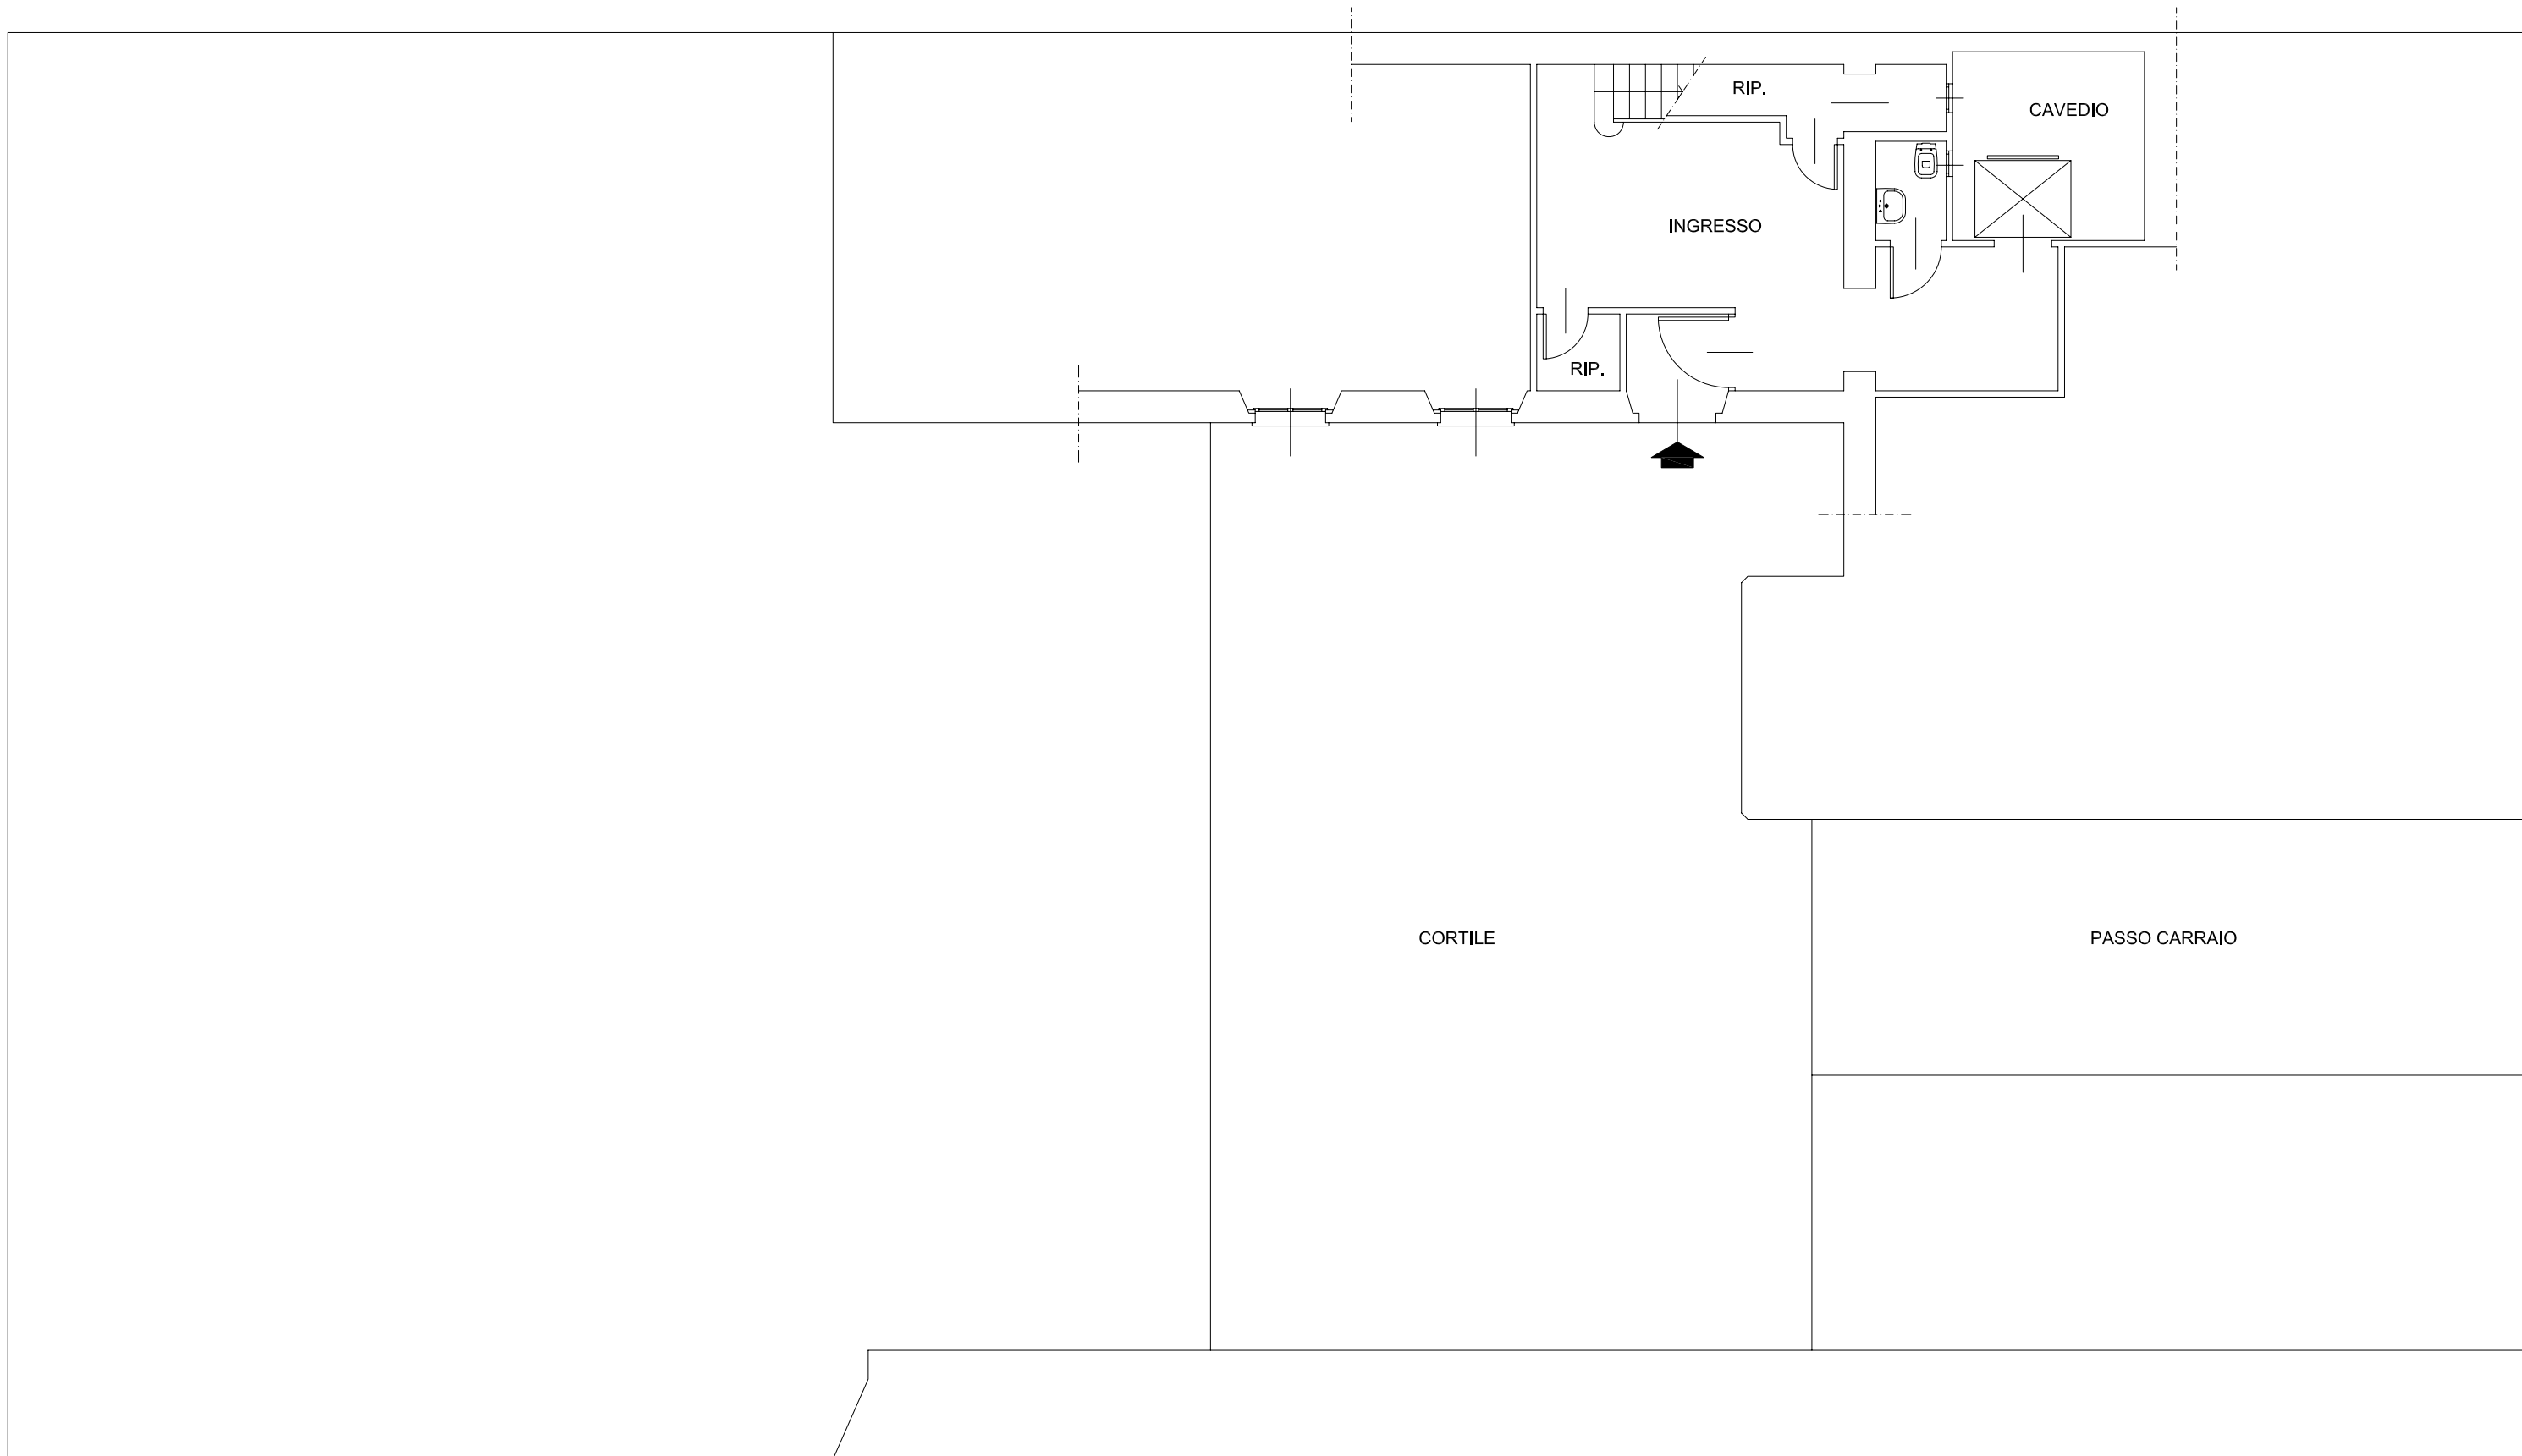 RIP.
CAVEDIO
INGRESSO
RIP.
CORTILE
PASSO CARRAIO